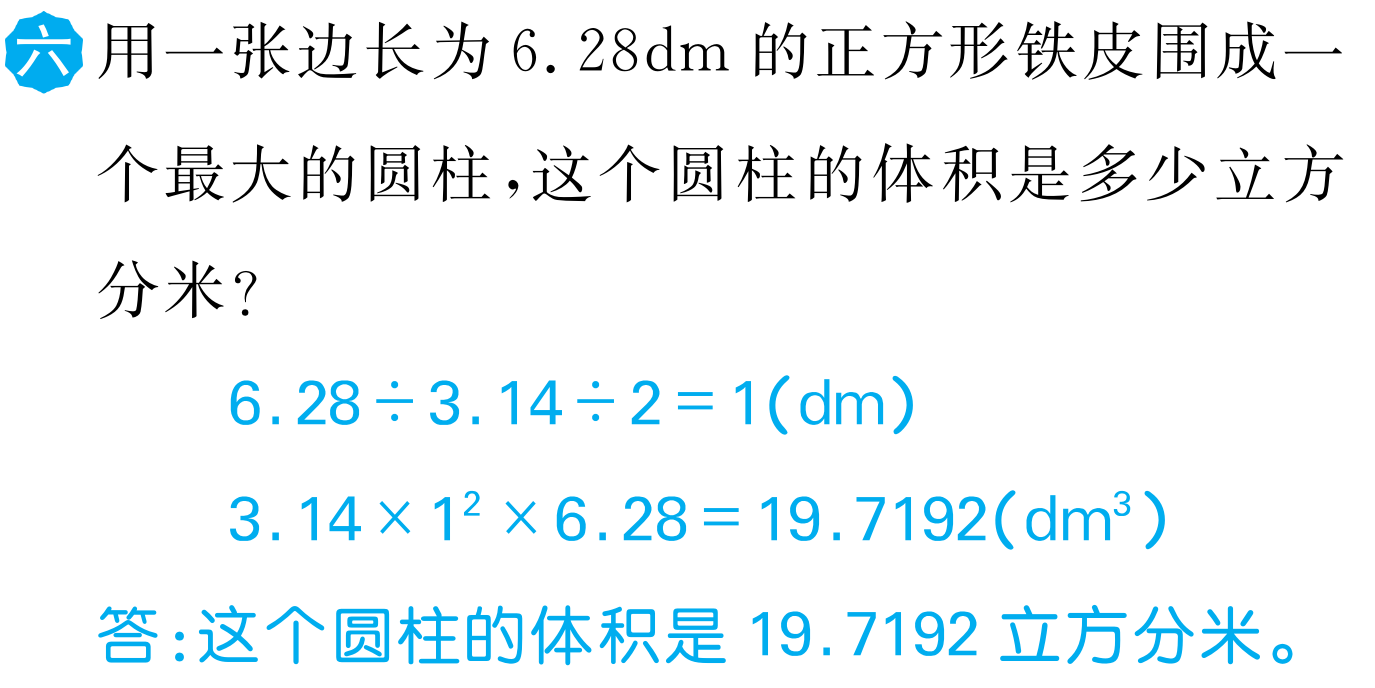 六 用一张边长为 6.28dm 的正方形铁皮围成一
个最大的圆柱,这个圆柱的体积是多少立方
分米?
6.28÷3.14÷2=1(dm)
3.14×1²×6.28=19.7192(dm³)
答:这个圆柱的体积是 19.7192 立方分米。